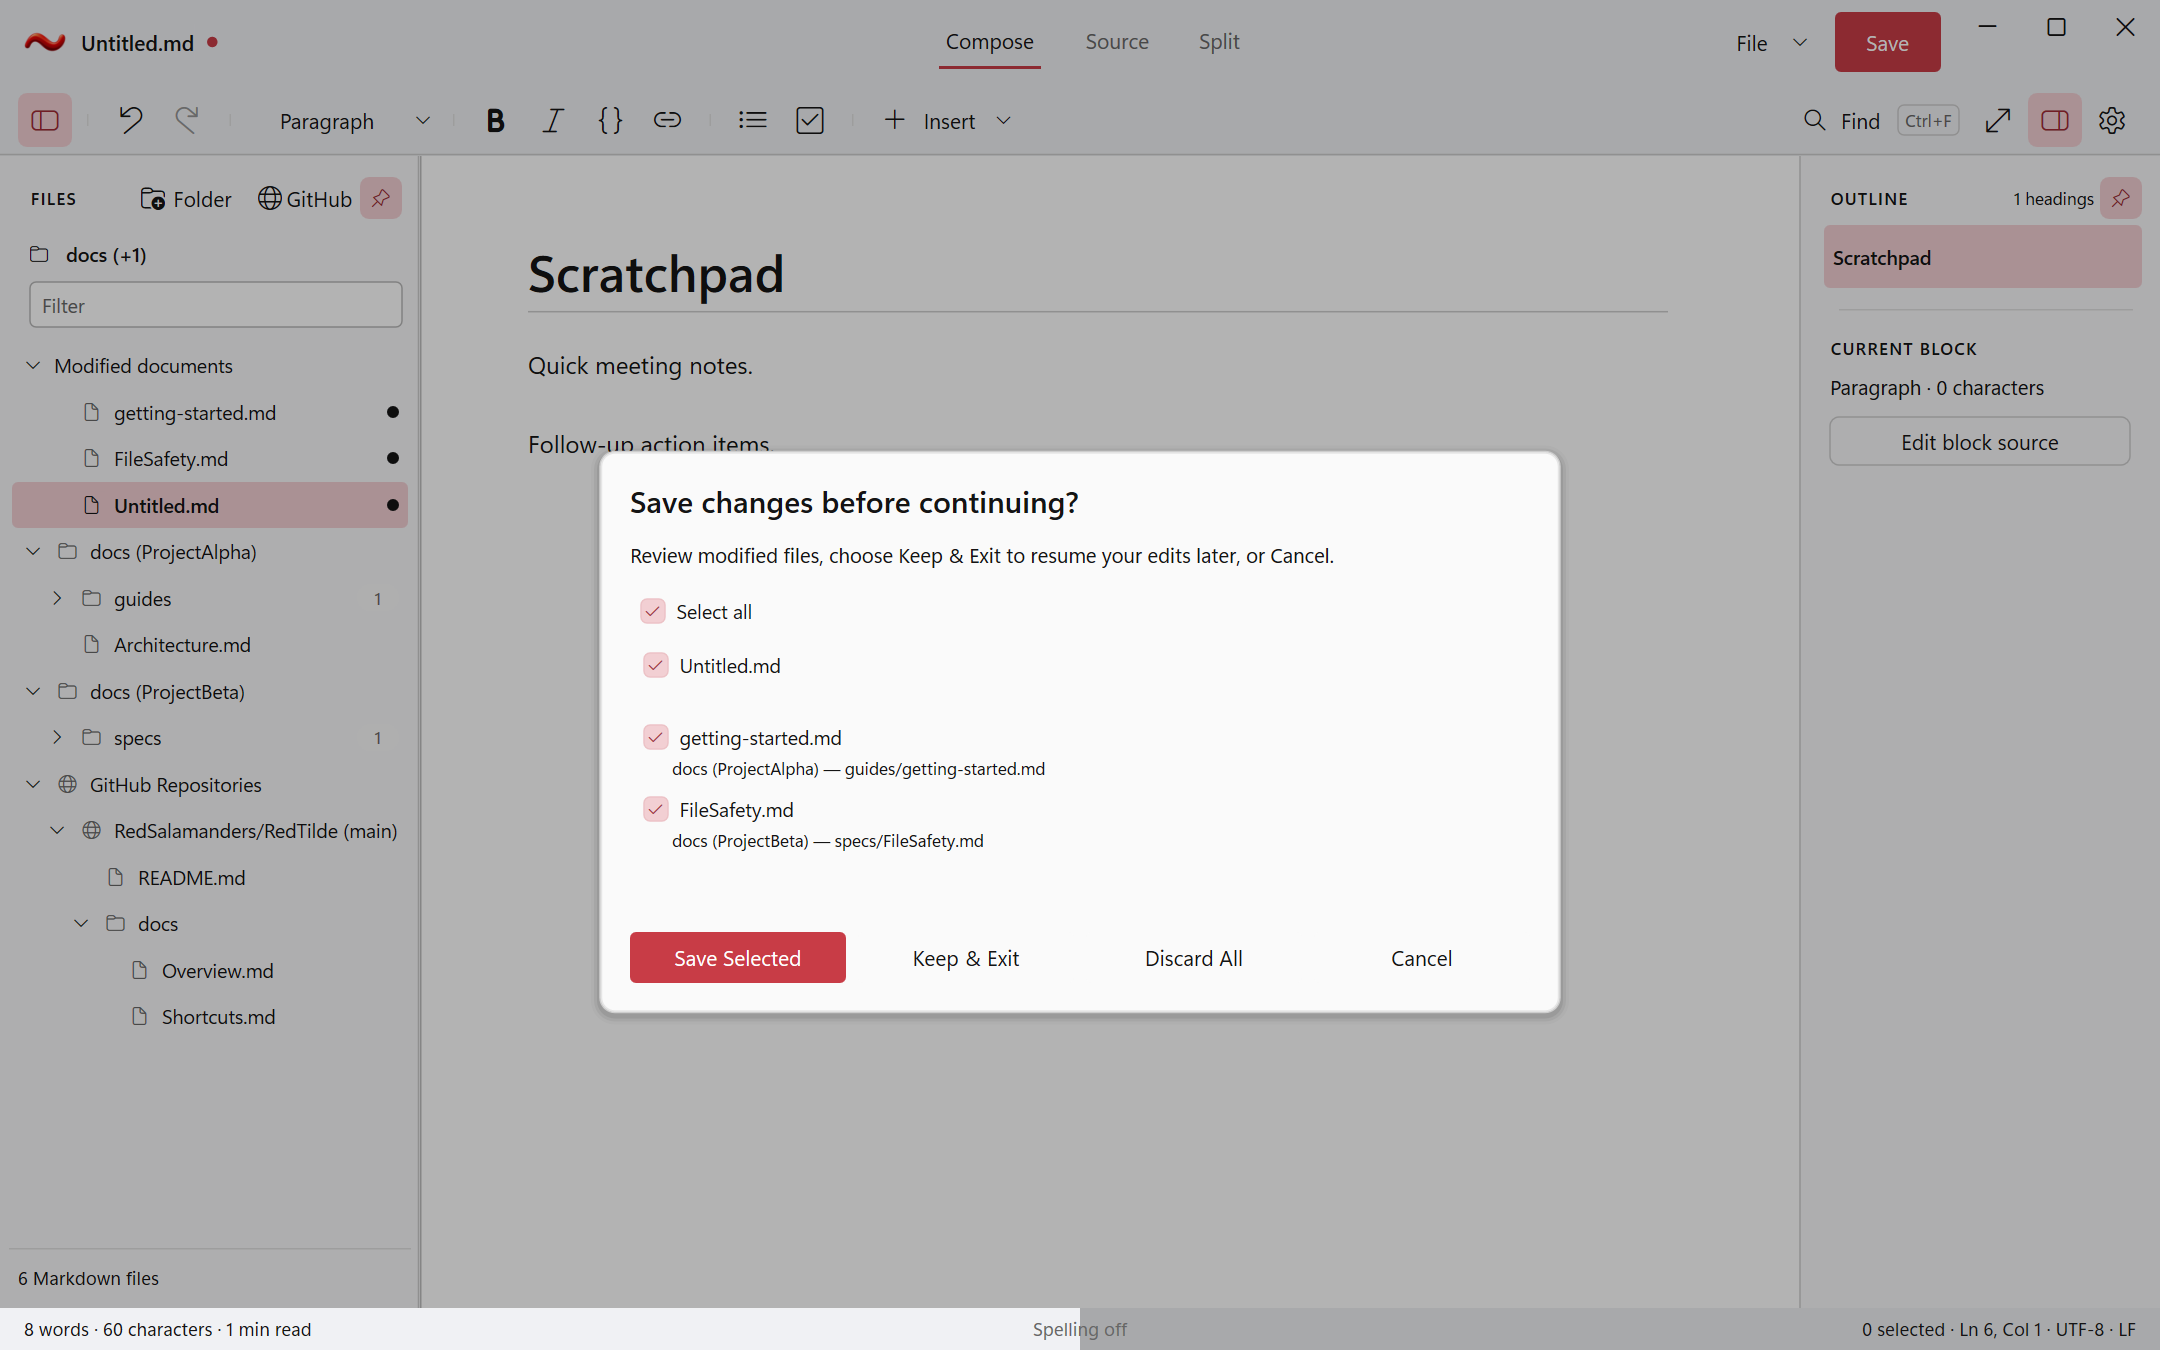 Untitled.md
Compose
Source
Split
File
Save
Paragraph
B
I
{}
Insert
Find
Ctrl+F
FILES
Folder
GitHub
docs (+1)
Filter
Modified documents
getting-started.md
FileSafety.md
Untitled.md
docs (ProjectAlpha)
guides 1
Architecture.md
docs (ProjectBeta)
specs 1
GitHub Repositories
RedSalamanders/RedTilde (main)
README.md
docs
Overview.md
Shortcuts.md
6 Markdown files
Scratchpad
Quick meeting notes.
Follow-up action items.
Save changes before continuing?
Review modified files, choose Keep & Exit to resume your edits later, or Cancel.
Select all
Untitled.md
getting-started.md
docs (ProjectAlpha) — guides/getting-started.md
FileSafety.md
docs (ProjectBeta) — specs/FileSafety.md
Save Selected
Keep & Exit
Discard All
Cancel
OUTLINE
1 headings
Scratchpad
CURRENT BLOCK
Paragraph · 0 characters
Edit block source
8 words · 60 characters · 1 min read
Spelling off
0 selected · Ln 6, Col 1 · UTF-8 · LF